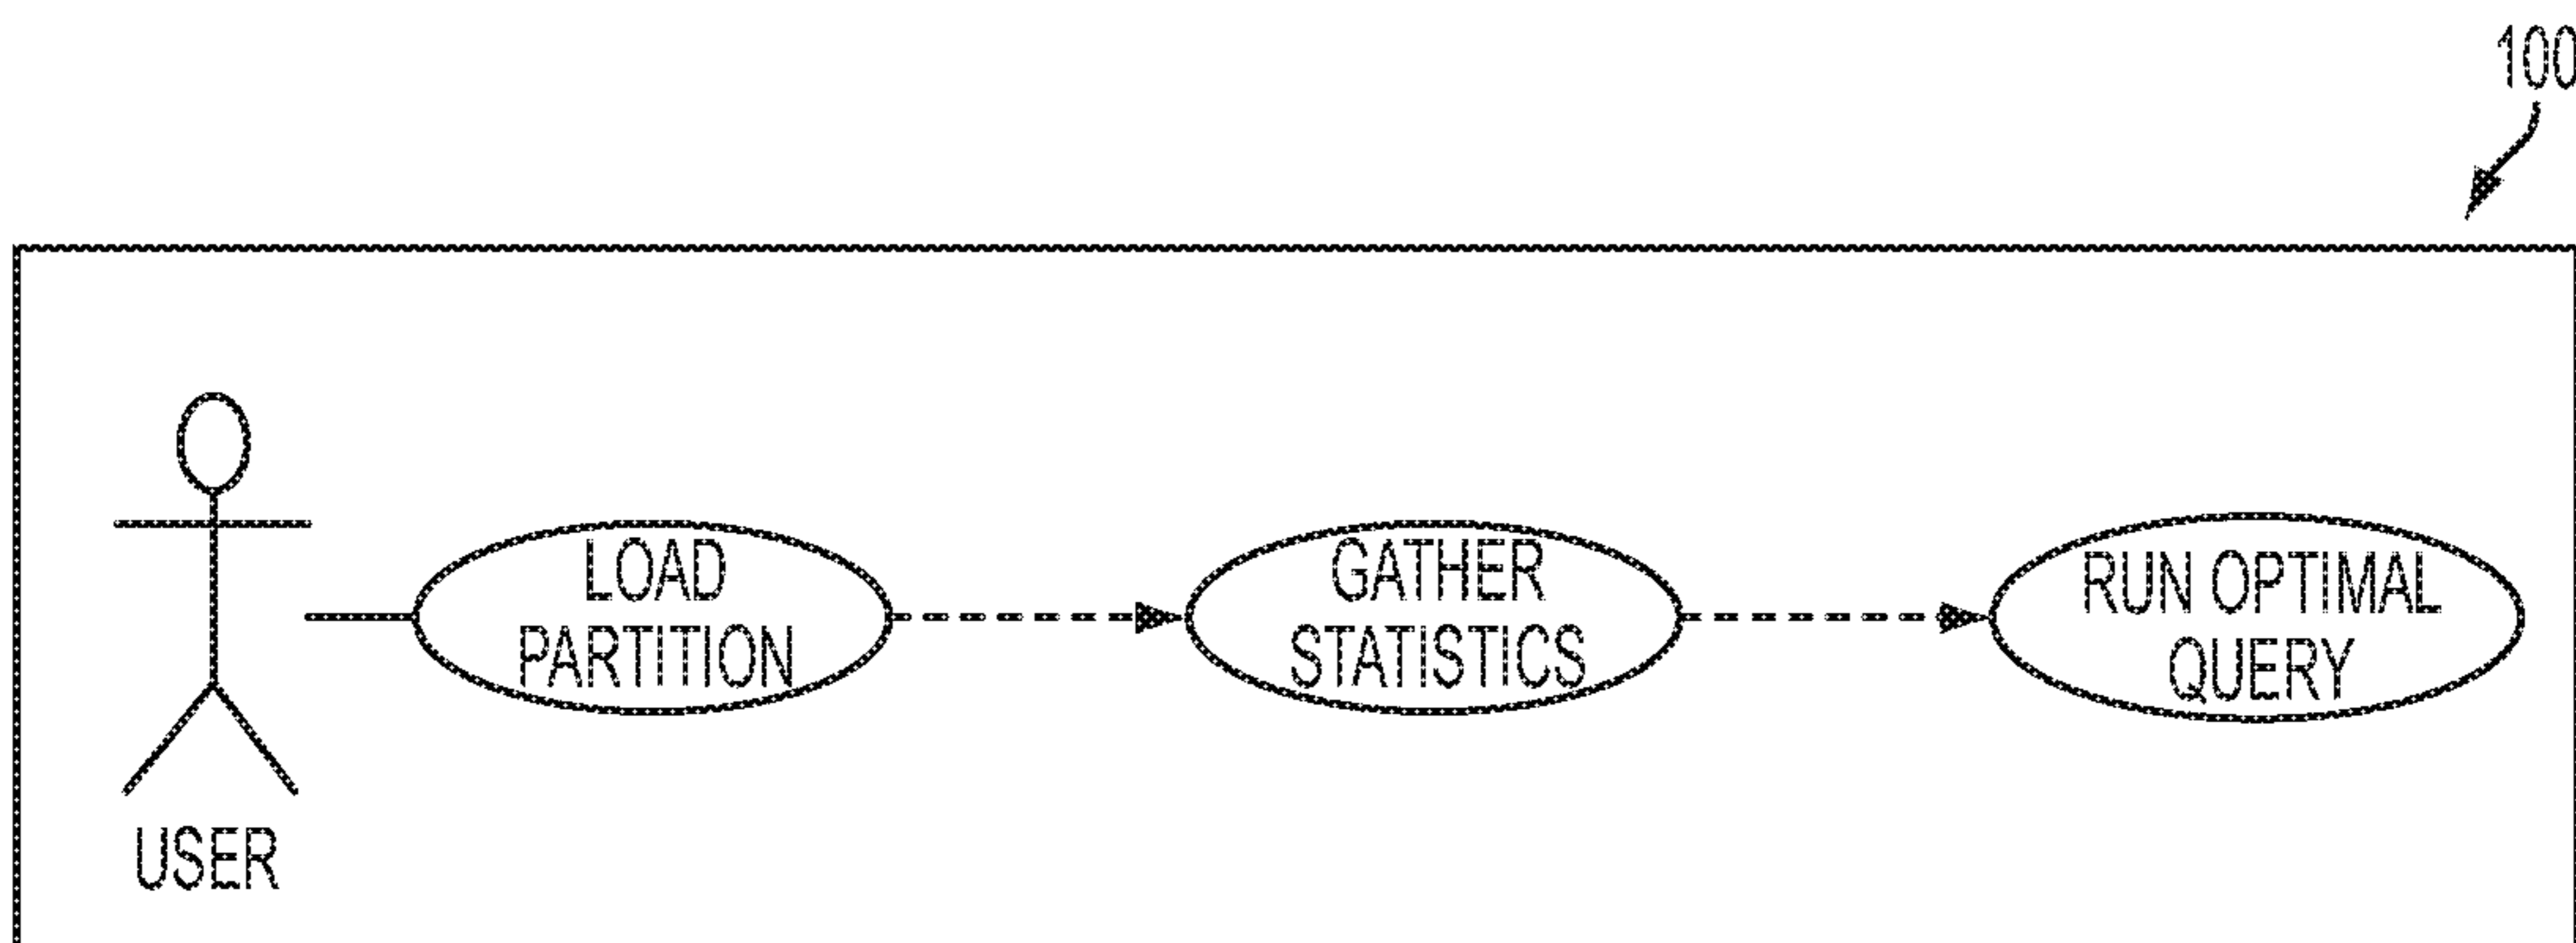 100
LOAD
PARTITION
GATHER
STATISTICS
RUN OPTIMAL
QUERY
USER